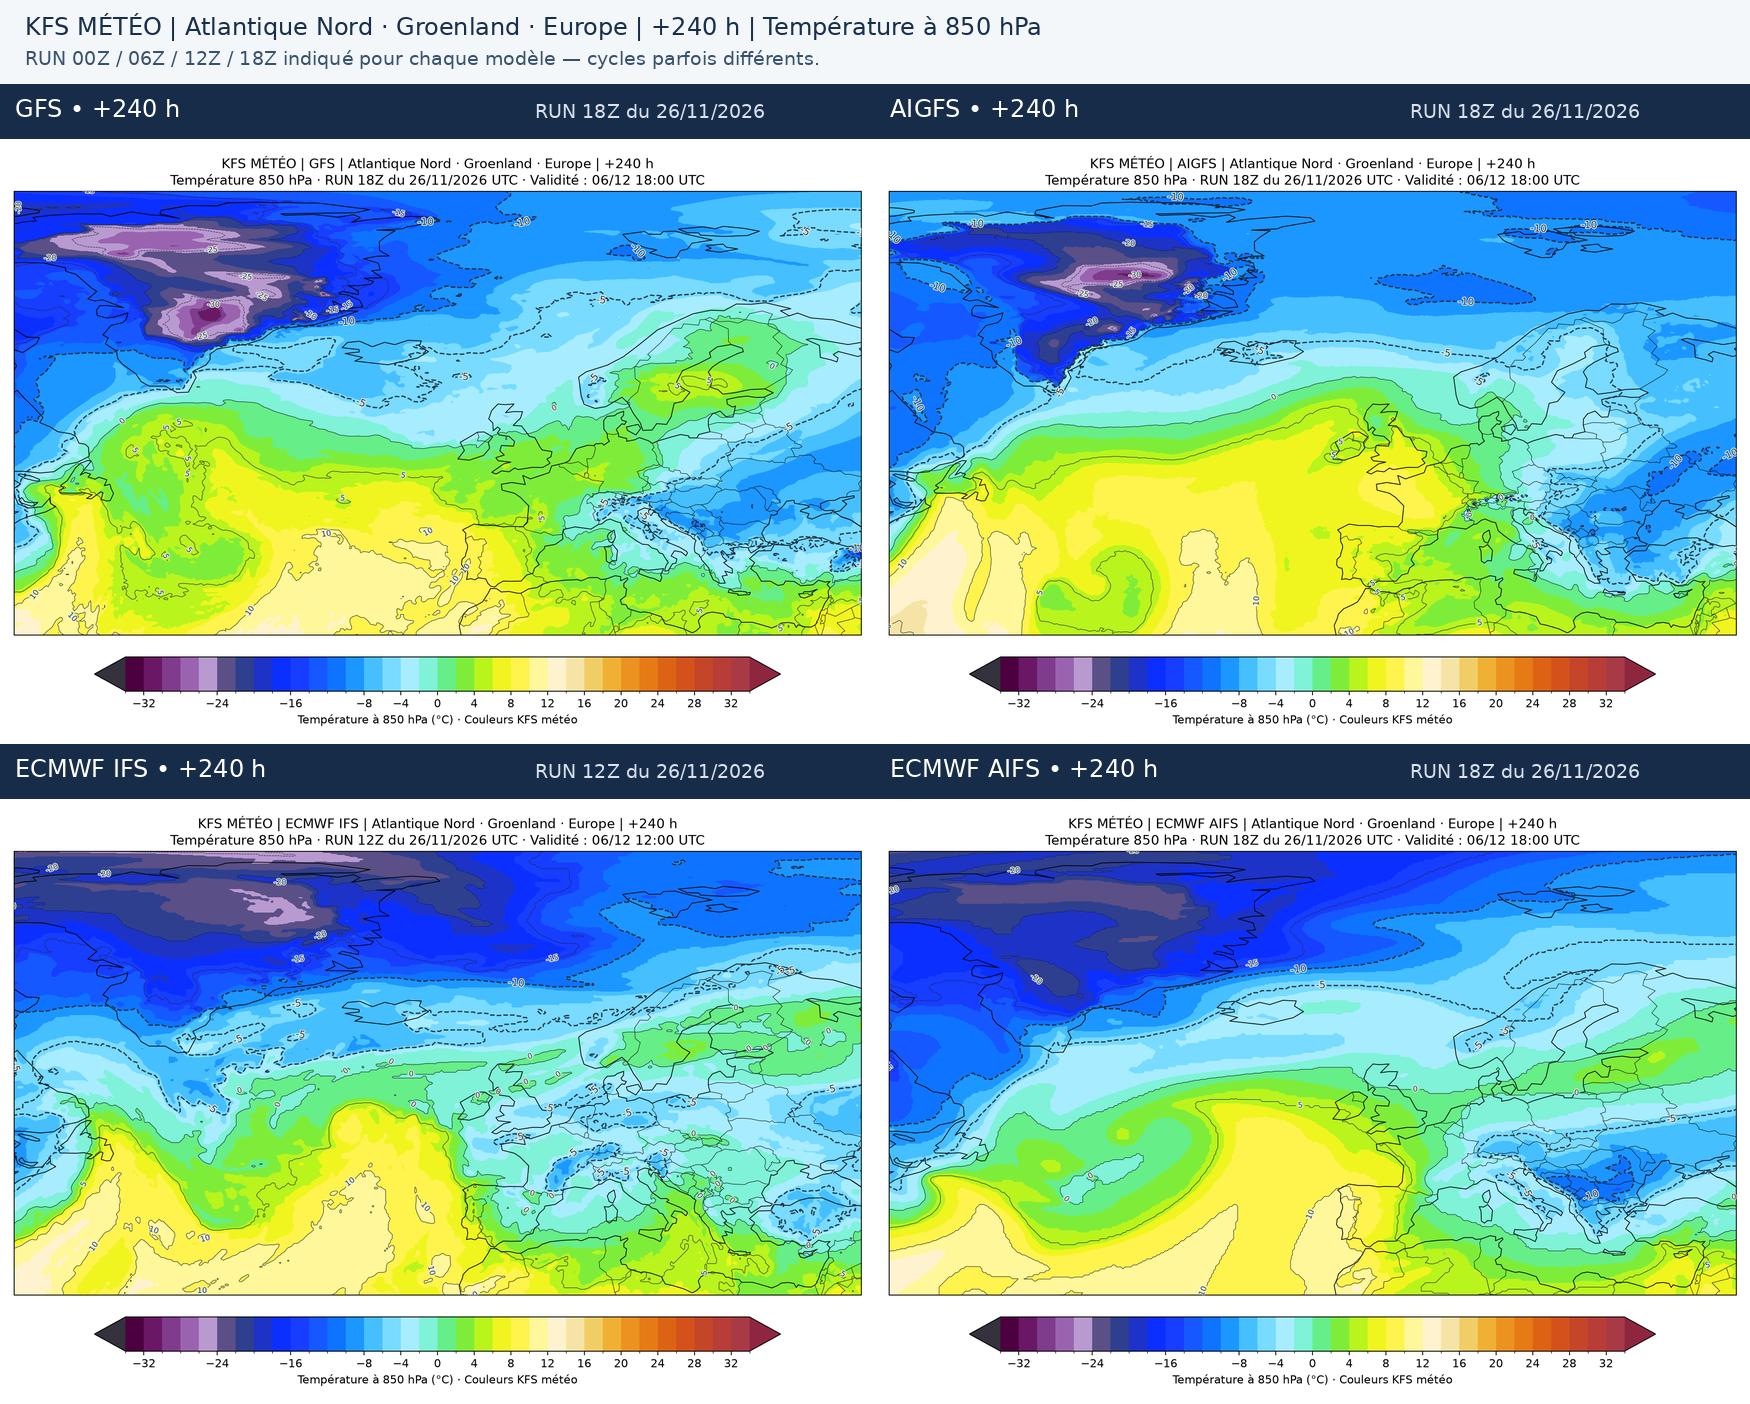 KFS MÉTÉO | Atlantique Nord · Groenland · Europe | +240 h | Température à 850 hPa
RUN 00Z / 06Z / 12Z / 18Z indiqué pour chaque modèle — cycles parfois différents.
GFS • +240 h
RUN 18Z du 26/11/2026
AIGFS • +240 h
RUN 18Z du 26/11/2026
KFS MÉTÉO | GFS | Atlantique Nord · Groenland · Europe | +240 h
Température 850 hPa · RUN 18Z du 26/11/2026 UTC · Validité : 06/12 18:00 UTC
KFS MÉTÉO | AIGFS | Atlantique Nord · Groenland · Europe | +240 h
Température 850 hPa · RUN 18Z du 26/11/2026 UTC · Validité : 06/12 18:00 UTC
−32 −24 −16 −8 −4 0 4 8 12 16 20 24 28 32
Température à 850 hPa (°C) · Couleurs KFS météo
−32 −24 −16 −8 −4 0 4 8 12 16 20 24 28 32
Température à 850 hPa (°C) · Couleurs KFS météo
ECMWF IFS • +240 h
RUN 12Z du 26/11/2026
ECMWF AIFS • +240 h
RUN 18Z du 26/11/2026
KFS MÉTÉO | ECMWF IFS | Atlantique Nord · Groenland · Europe | +240 h
Température 850 hPa · RUN 12Z du 26/11/2026 UTC · Validité : 06/12 12:00 UTC
KFS MÉTÉO | ECMWF AIFS | Atlantique Nord · Groenland · Europe | +240 h
Température 850 hPa · RUN 18Z du 26/11/2026 UTC · Validité : 06/12 18:00 UTC
−32 −24 −16 −8 −4 0 4 8 12 16 20 24 28 32
Température à 850 hPa (°C) · Couleurs KFS météo
−32 −24 −16 −8 −4 0 4 8 12 16 20 24 28 32
Température à 850 hPa (°C) · Couleurs KFS météo